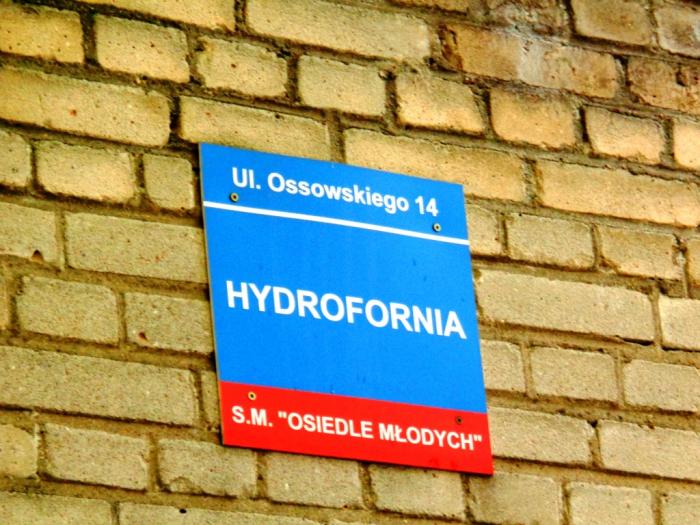 Ul. Ossowskiego 14
HYDROFORNIA
S.M. "OSIEDLE MŁODYCH"